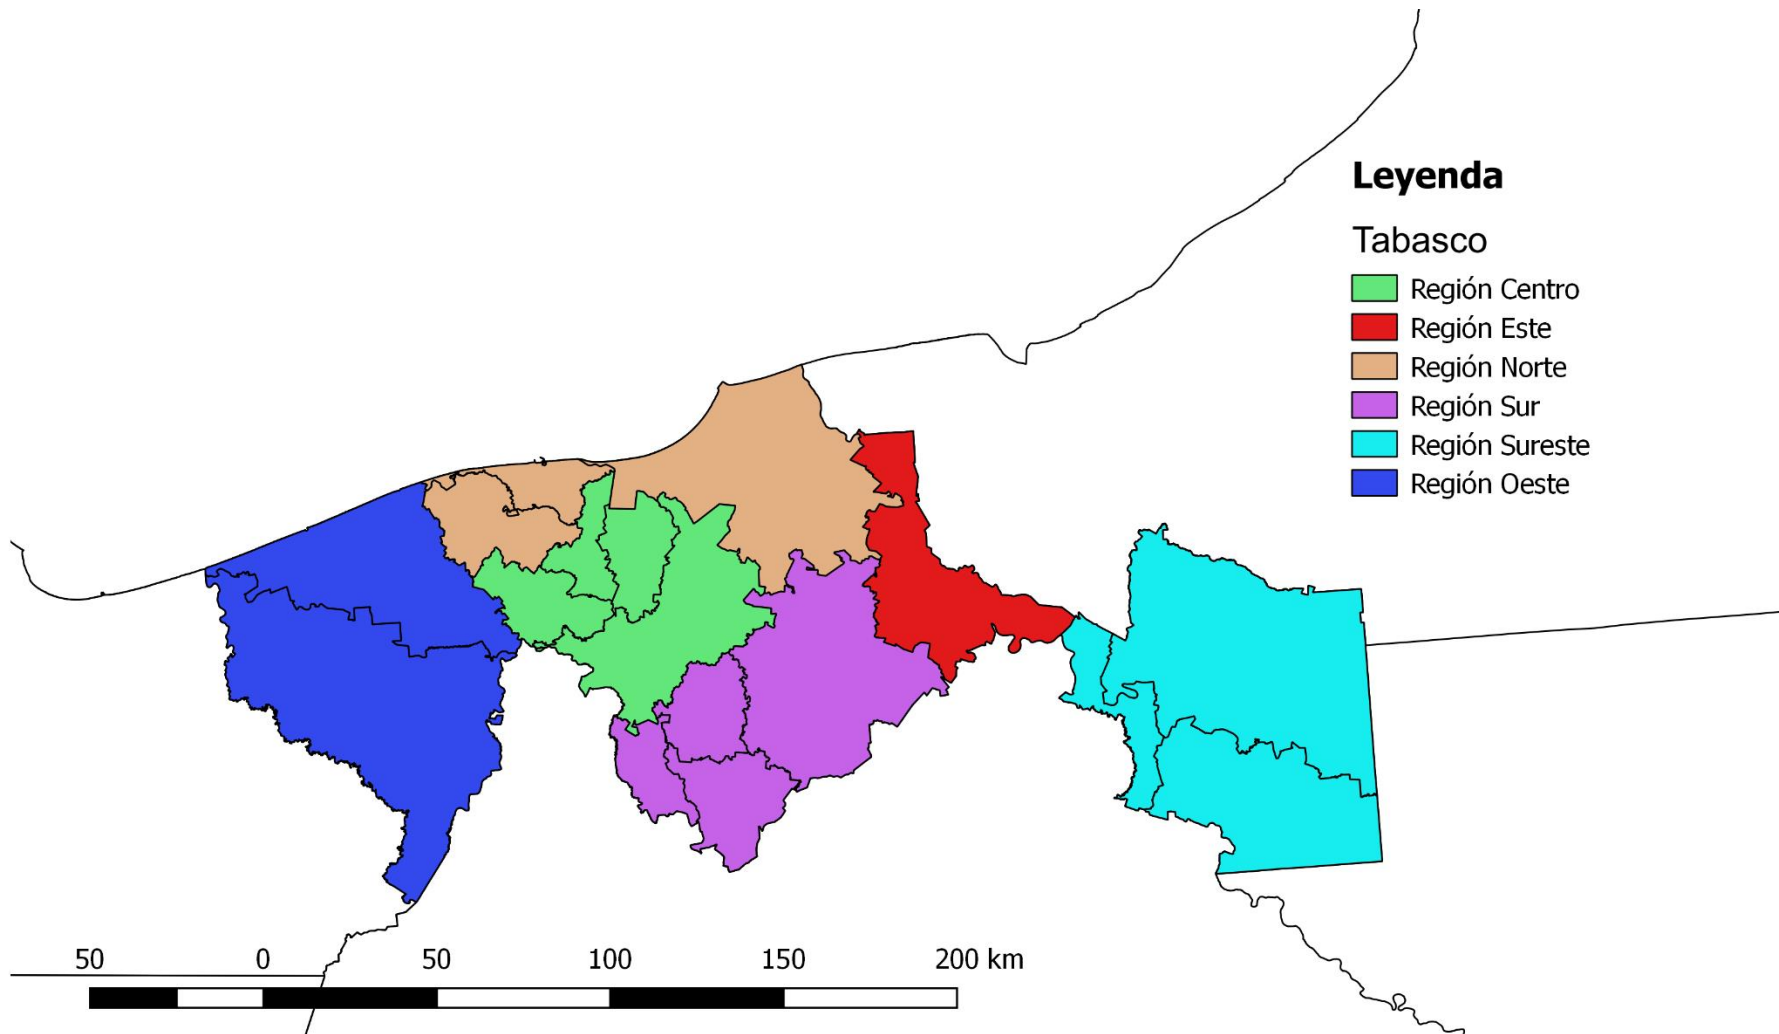 Leyenda
Tabasco
Región Centro
Región Este
Región Norte
Región Sur
Región Sureste
Región Oeste
50 0 50 100 150 200 km